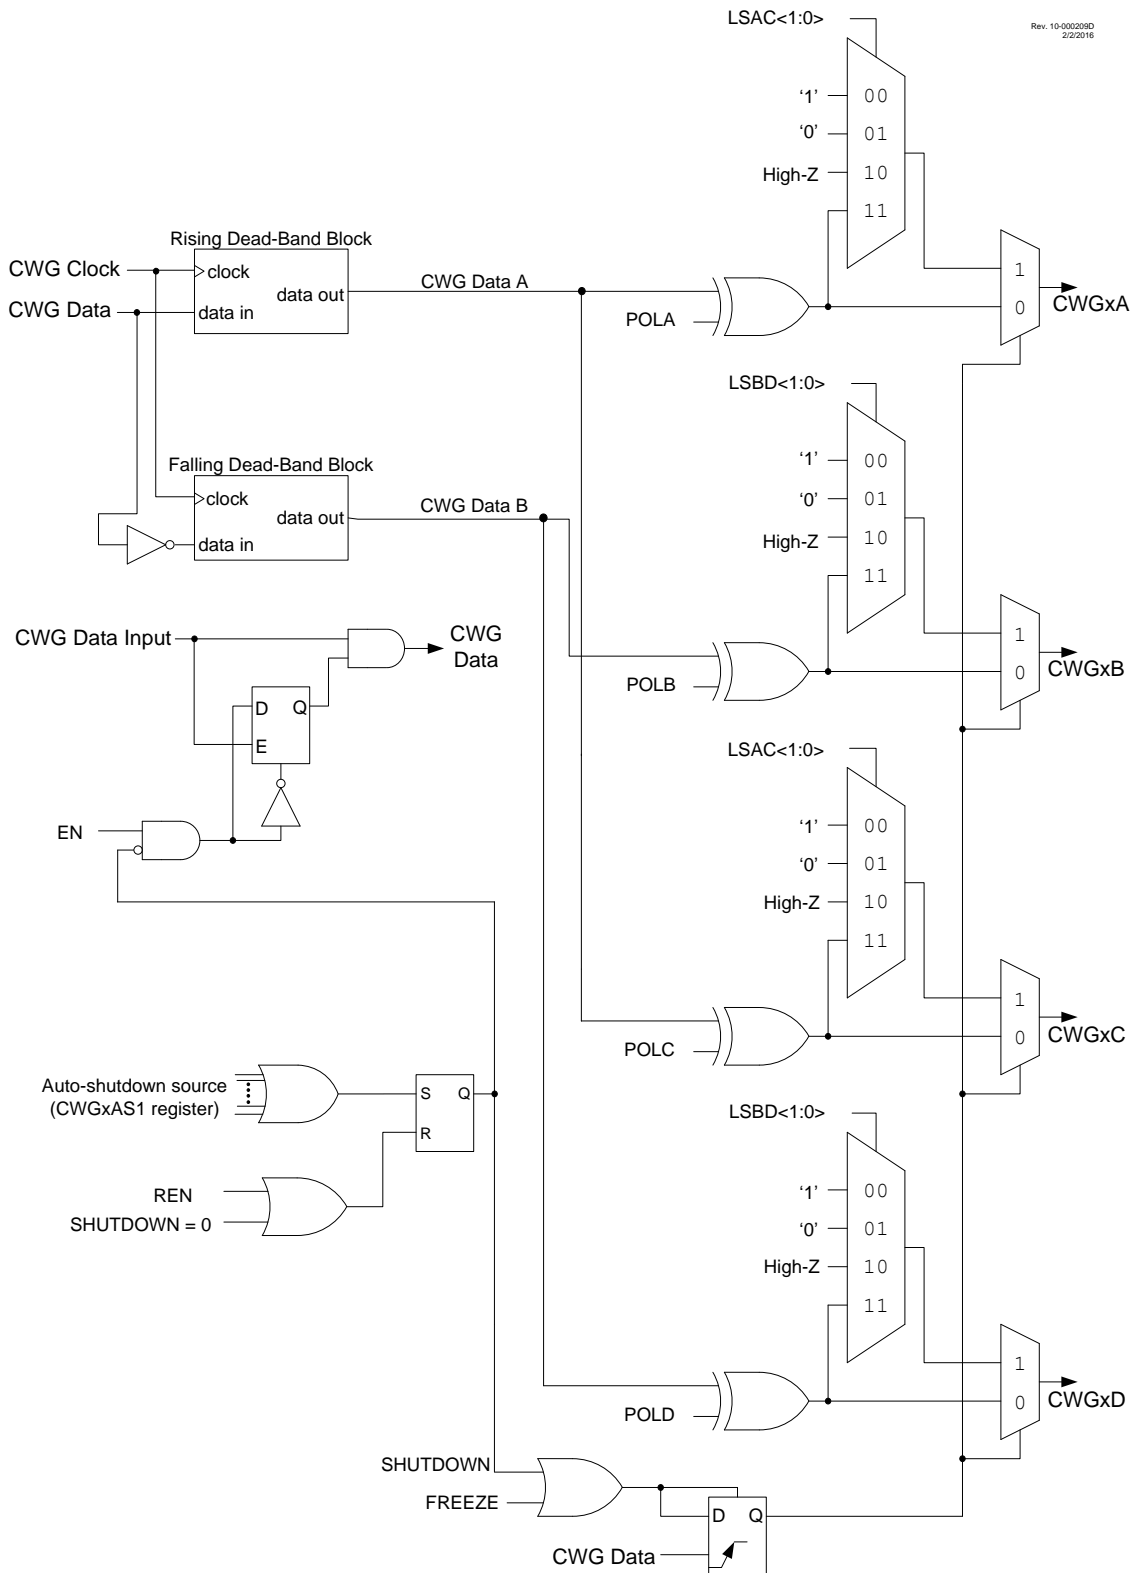 LSAC<1:0>
Rev. 10-000209D
2/2/2016
'1'
00
'0'
01
High-Z
10
11
Rising Dead-Band Block
CWG Clock
clock
CWG Data
data in
data out
CWG Data A
POLA
1
0
CWGxA
LSBD<1:0>
'1'
00
'0'
01
High-Z
10
11
Falling Dead-Band Block
clock
data out
data in
CWG Data B
POLB
1
0
CWGxB
CWG Data Input
CWG
Data
D
Q
E
EN
LSAC<1:0>
'1'
00
'0'
01
High-Z
10
11
POLC
1
0
CWGxC
Auto-shutdown source
(CWGxAS1 register)
S
Q
R
REN
SHUTDOWN = 0
LSBD<1:0>
'1'
00
'0'
01
High-Z
10
11
POLD
1
0
CWGxD
SHUTDOWN
FREEZE
D
Q
CWG Data